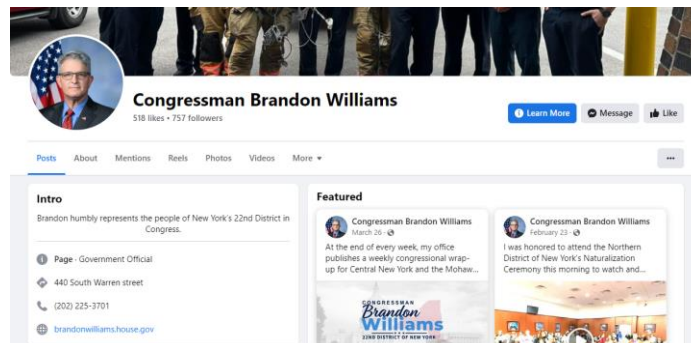 Congressman Brandon Williams
518 likes • 757 followers
Learn More
Message
Like
Posts
About
Mentions
Reels
Photos
Videos
More
Intro
Brandon humbly represents the people of New York's 22nd District in
Congress.
Page · Government Official
440 South Warren street
(202) 225-3701
brandonwilliams.house.gov
Featured
Congressman Brandon Williams
March 26 ·
At the end of every week, my office
publishes a weekly congressional wrap-
up for Central New York and the Mohaw...
CONGRESSMAN
Brandon
Williams
22ND DISTRICT OF NEW YORK
Congressman Brandon Williams
February 23 ·
I was honored to attend the Northern
District of New York's Naturalization
Ceremony this morning to watch and...